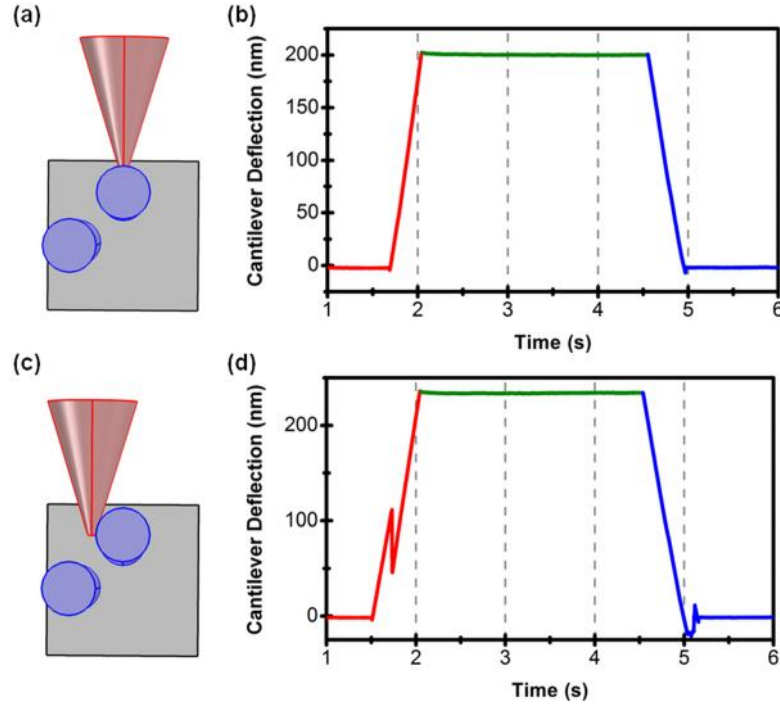 (a)
(b)
Cantilever Deflection (nm)
200
150
100
50
0
1 2 3 4 5 6
Time (s)
(c)
(d)
Cantilever Deflection (nm)
200
100
0
1 2 3 4 5 6
Time (s)